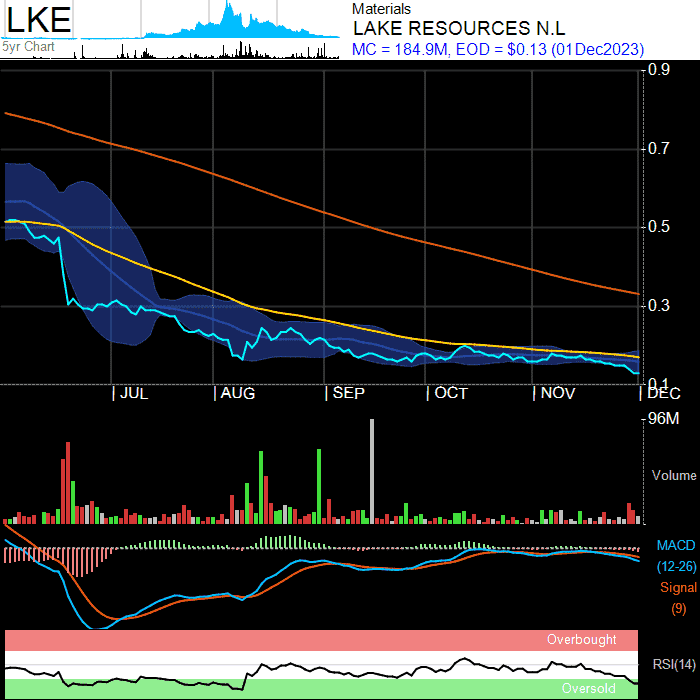 LKE
5yr Chart
Materials
LAKE RESOURCES N.L
MC = 184.9M, EOD = $0.13 (01Dec2023)
0.9
0.7
0.5
0.3
0.1
JUL
AUG
SEP
OCT
NOV
DEC
96M
Volume
MACD
(12-26)
Signal
(9)
Overbought
RSI(14)
Oversold